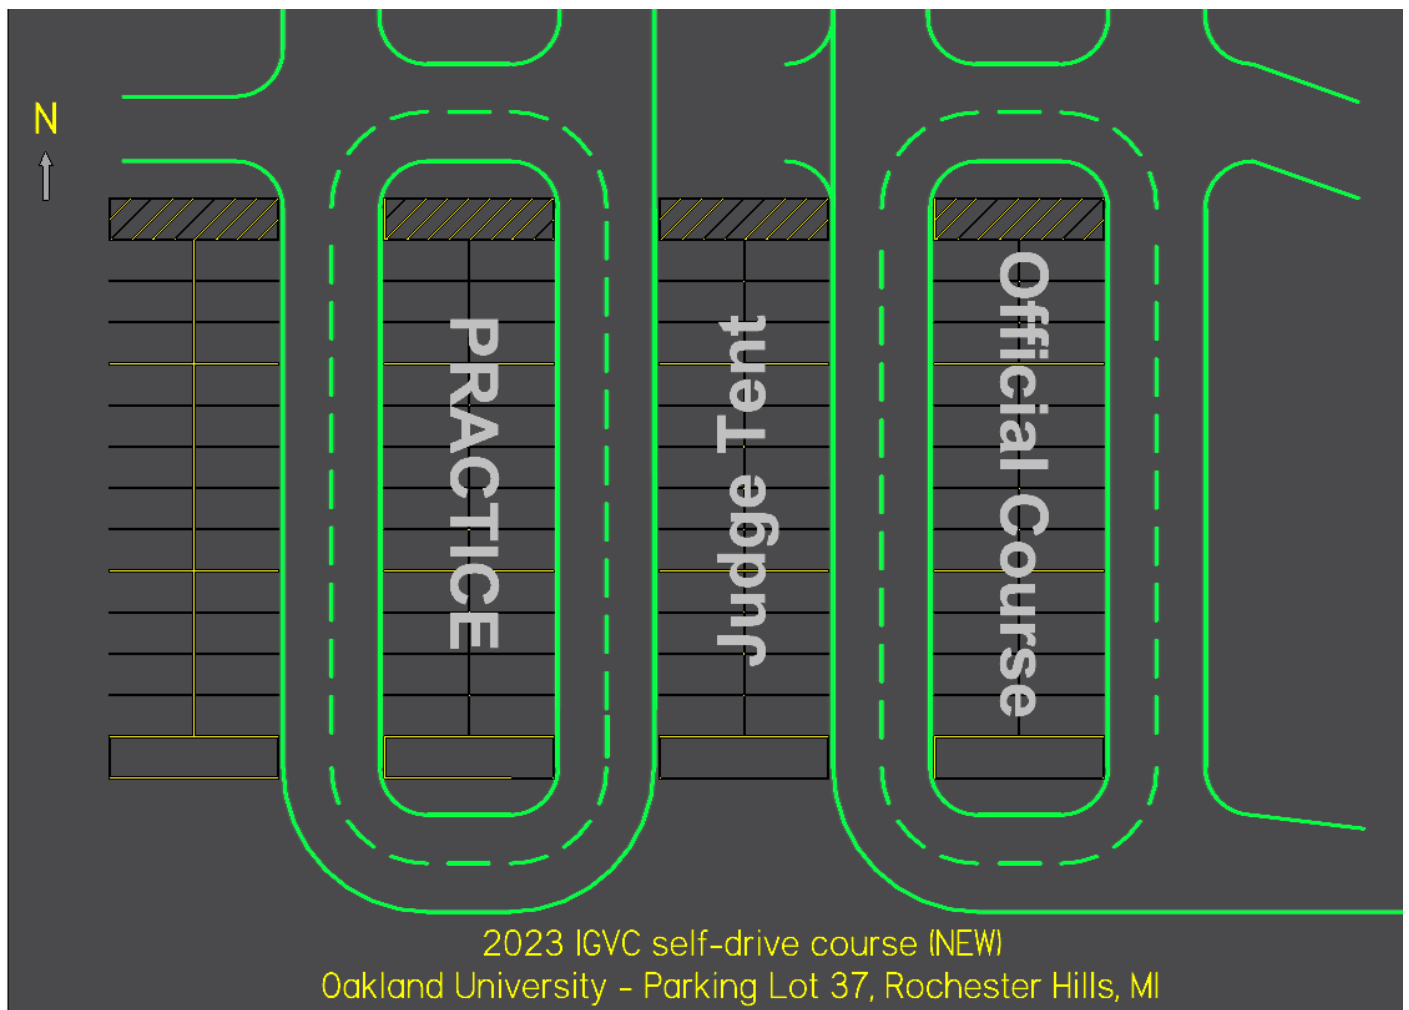 N
PRACTICE
Judge Tent
Official Course
2023 IGVC self-drive course (NEW)
Oakland University - Parking Lot 37, Rochester Hills, MI